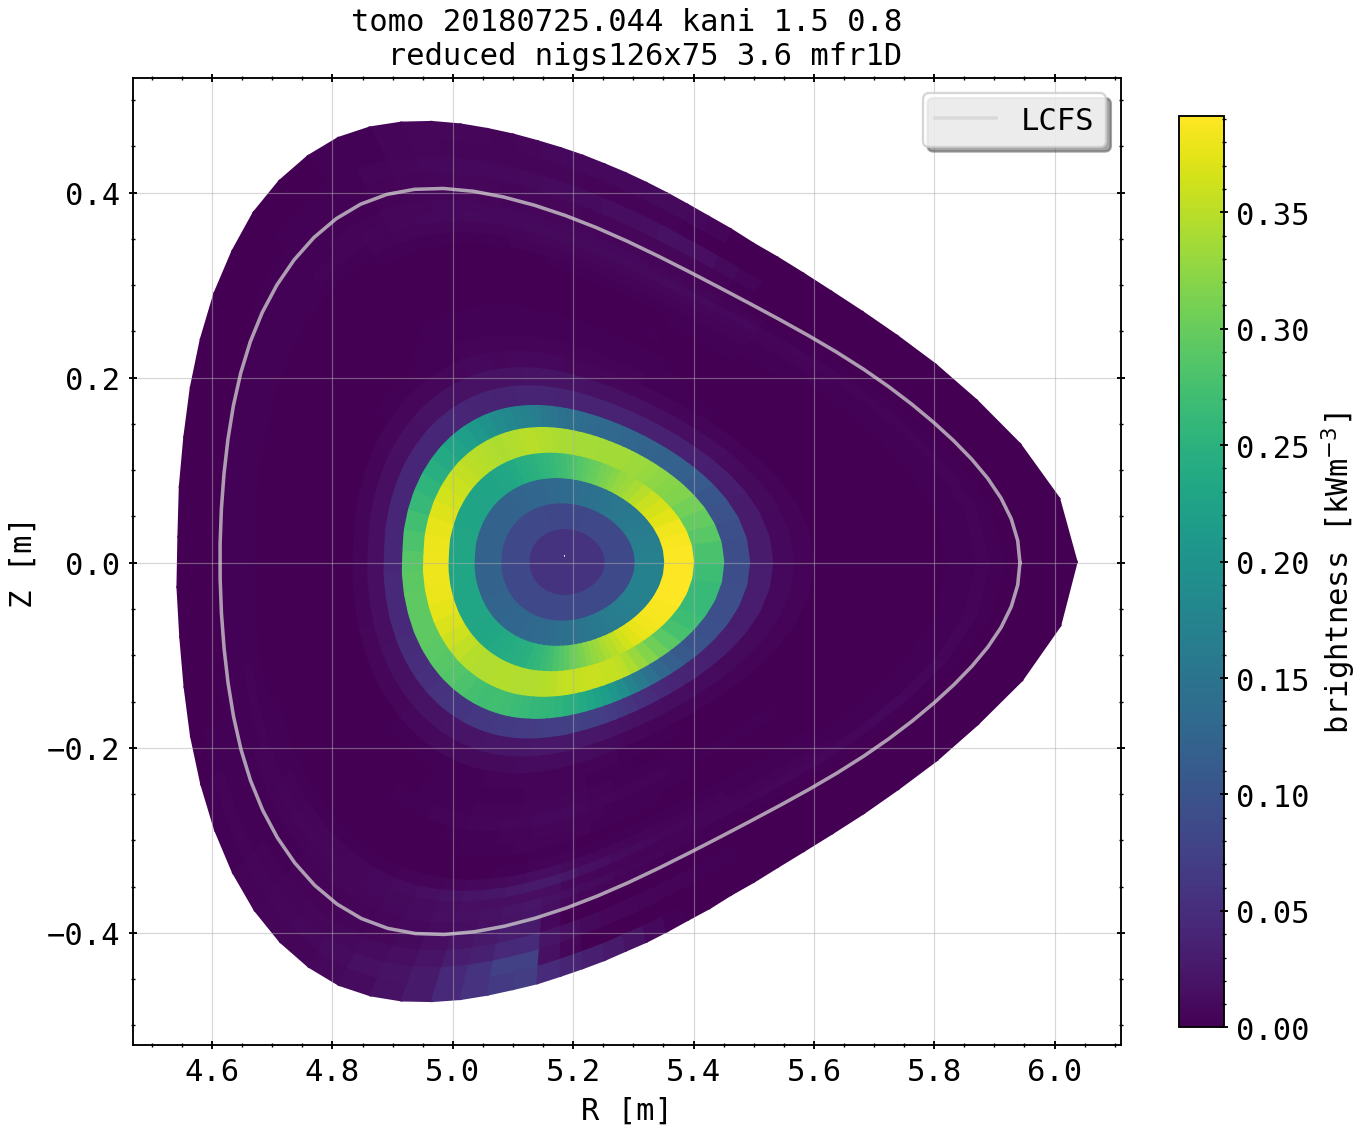 tomo 20180725.044 kani 1.5 0.8
reduced nigs126x75 3.6 mfr1D
LCFS
0.4
0.2
0.0
−0.2
−0.4
Z [m]
4.6 4.8 5.0 5.2 5.4 5.6 5.8 6.0
R [m]
0.35
0.30
0.25
0.20
0.15
0.10
0.05
0.00
brightness [kWm⁻³]